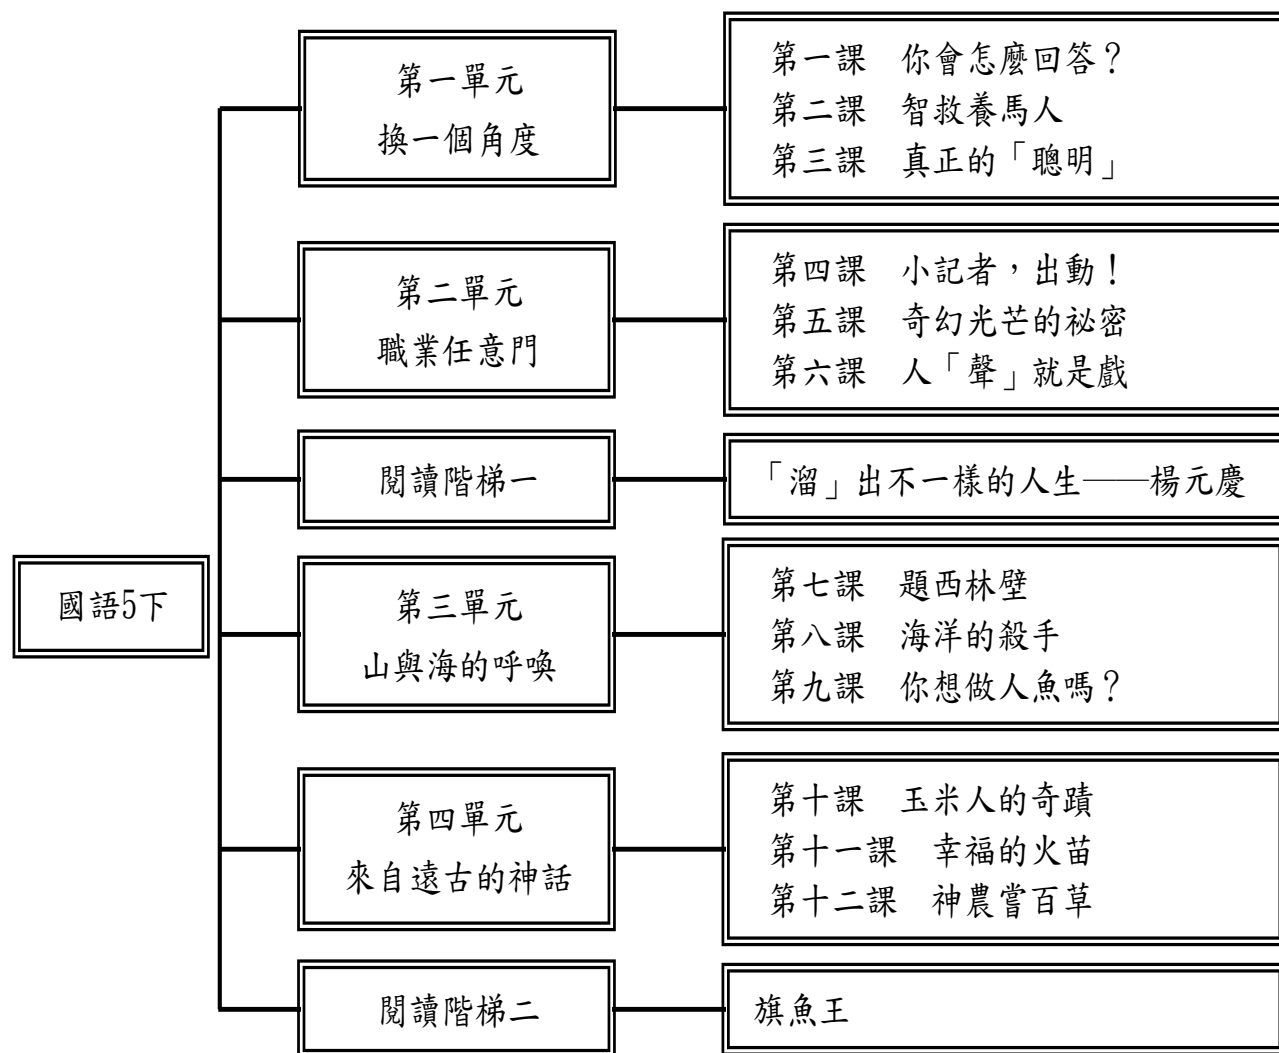 國語5下
第一單元
換一個角度
第一課　你會怎麼回答？
第二課　智救養馬人
第三課　真正的「聰明」
第二單元
職業任意門
第四課　小記者，出動！
第五課　奇幻光芒的祕密
第六課　人「聲」就是戲
閱讀階梯一
「溜」出不一樣的人生——楊元慶
第三單元
山與海的呼喚
第七課　題西林壁
第八課　海洋的殺手
第九課　你想做人魚嗎？
第四單元
來自遠古的神話
第十課　玉米人的奇蹟
第十一課　幸福的火苗
第十二課　神農嘗百草
閱讀階梯二
旗魚王